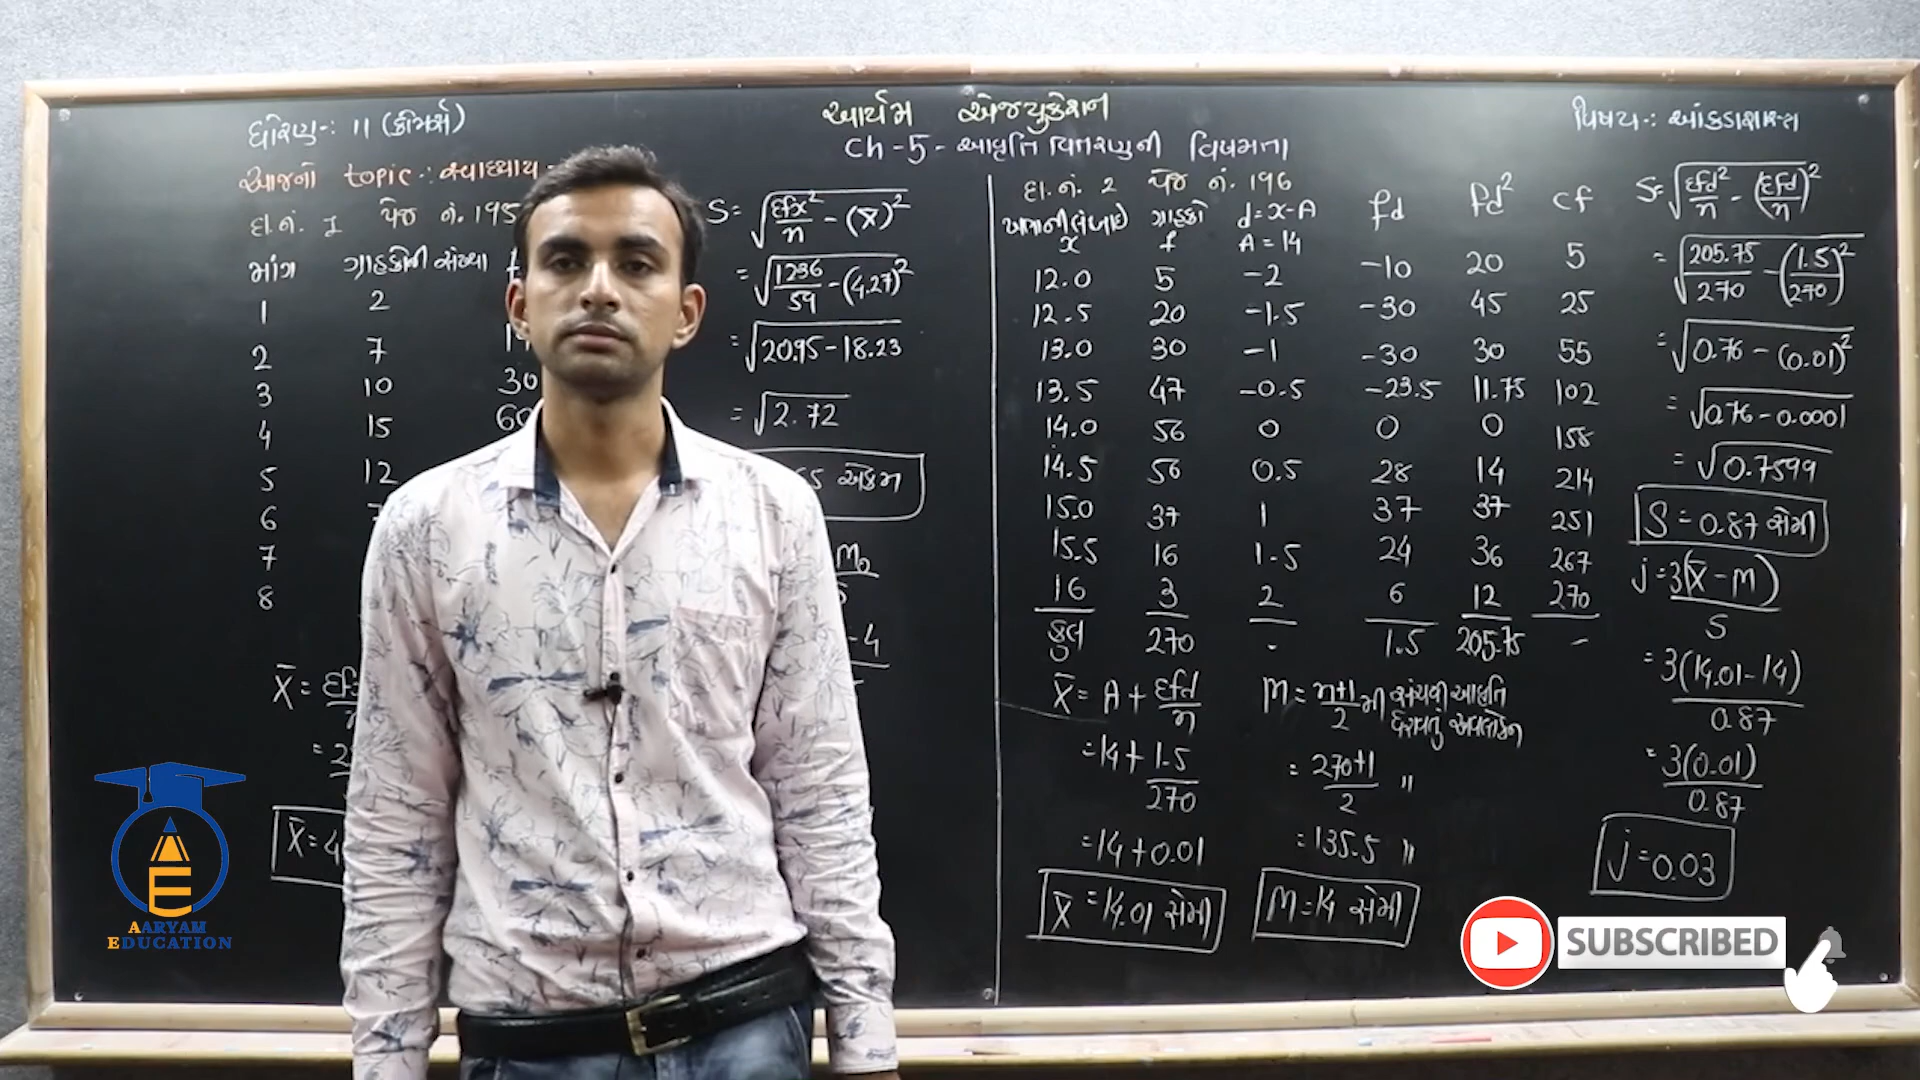 આર્યમ એજ્યુકેશન
ધોરણ : 11 (કોમર્સ)
વિષય : આંકડાશાસ્ત્ર
Ch - 5 - આવૃત્તિ વિતરણની વિષમતા
આજનો topic : સ્વાધ્યાય -
દા.નં. 1 પેજ નં. 195
માંગ ગ્રાહકોની સંખ્યા f
1 2
2 7 1
3 10 30
4 15 60
5 12
6 7
7
8
x̄ = Σfx
= 2
x̄ = 4
S = √(Σfx²/n - (x̄)²)
= √(1236/59 - (4.27)²)
= √(20.95 - 18.23)
= √2.72
65 એકમ
M₀
- 4
દા.નં. 2 પેજ નં. 196
ખાતાની લંબાઈ ગ્રાહકો d = x-A fd fd² cf
x f A = 14
12.0 5 -2 -10 20 5
12.5 20 -1.5 -30 45 25
13.0 30 -1 -30 30 55
13.5 47 -0.5 -23.5 11.75 102
14.0 56 0 0 0 158
14.5 56 0.5 28 14 214
15.0 37 1 37 37 251
15.5 16 1.5 24 36 267
16 3 2 6 12 270
કુલ 270 - 1.5 205.75 -
x̄ = A + Σfd/n
= 14 + 1.5/270
= 14 + 0.01
x̄ = 14.01 સેમી
M = n+1/2 મી સંચયી આવૃત્તિ
ધરાવતું અવલોકન
= 270+1/2 "
= 135.5 "
M = 14 સેમી
S = √(Σfd²/n - (Σfd/n)²)
= √(205.75/270 - (1.5/270)²)
= √(0.76 - (0.01)²)
= √(0.76 - 0.0001)
= √0.7599
S = 0.87 સેમી
j = 3(x̄ - M)/S
= 3(14.01 - 14)/0.87
= 3(0.01)/0.87
j = 0.03
AARYAM
EDUCATION
SUBSCRIBED